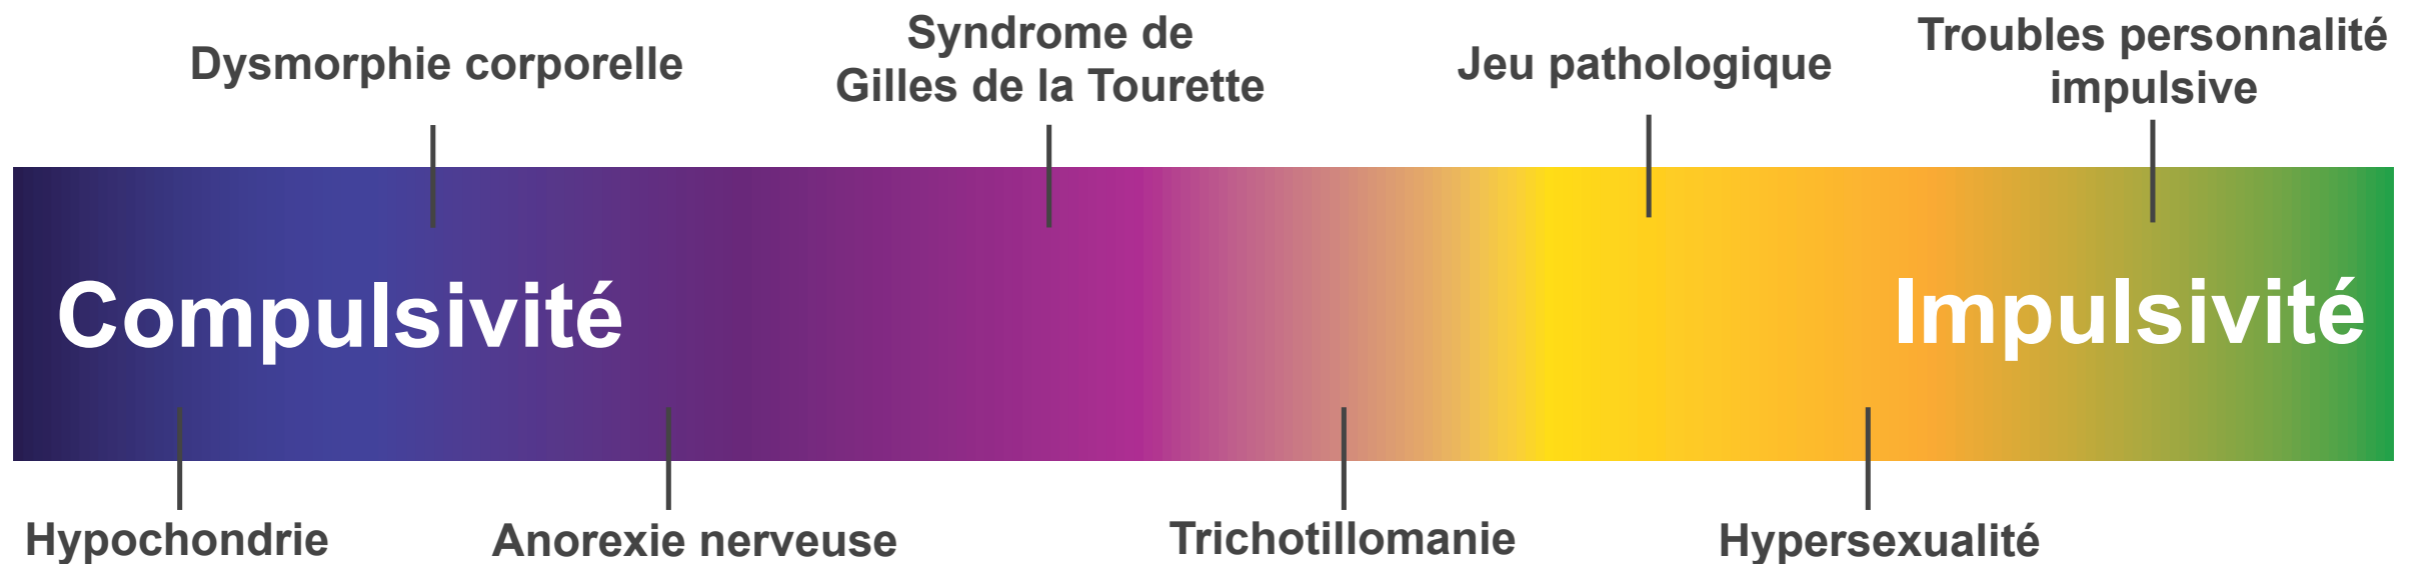 Dysmorphie corporelle
Syndrome de
Gilles de la Tourette
Jeu pathologique
Troubles personnalité
impulsive
Compulsivité
Impulsivité
Hypochondrie
Anorexie nerveuse
Trichotillomanie
Hypersexualité